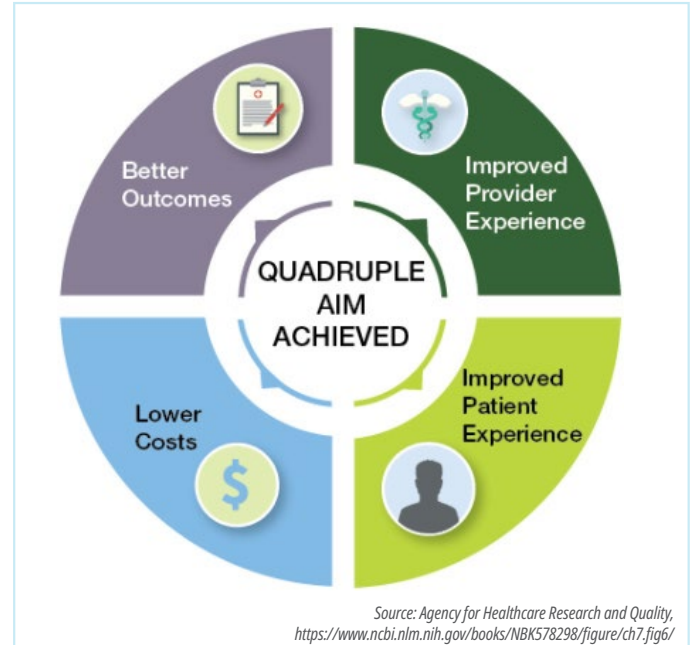 Better
Outcomes
Improved
Provider
Experience
QUADRUPLE
AIM
ACHIEVED
Lower
Costs
$
Improved
Patient
Experience
Source: Agency for Healthcare Research and Quality,
https://www.ncbi.nlm.nih.gov/books/NBK578298/figure/ch7.fig6/